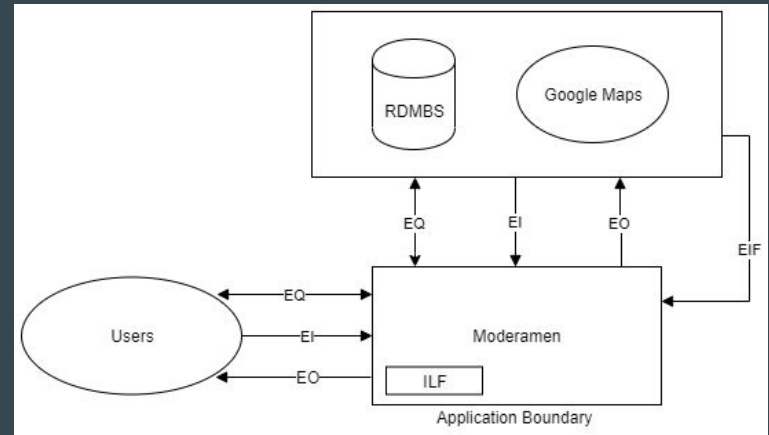 RDMBS
Google Maps
EQ
EI
EO
EIF
EQ
Users
EI
Moderamen
EO
ILF
Application Boundary